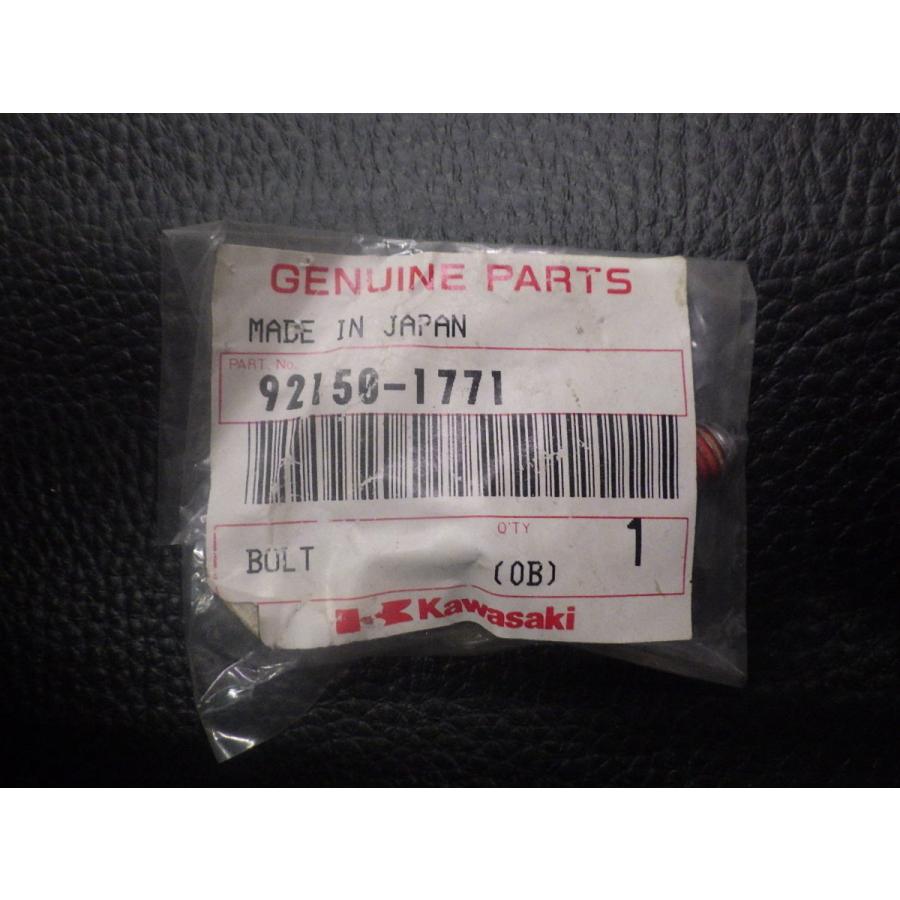 GENUINE PARTS
MADE IN JAPAN
PART. No.
92150-1771
Q'TY
1
BOLT
(OB)
Kawasaki